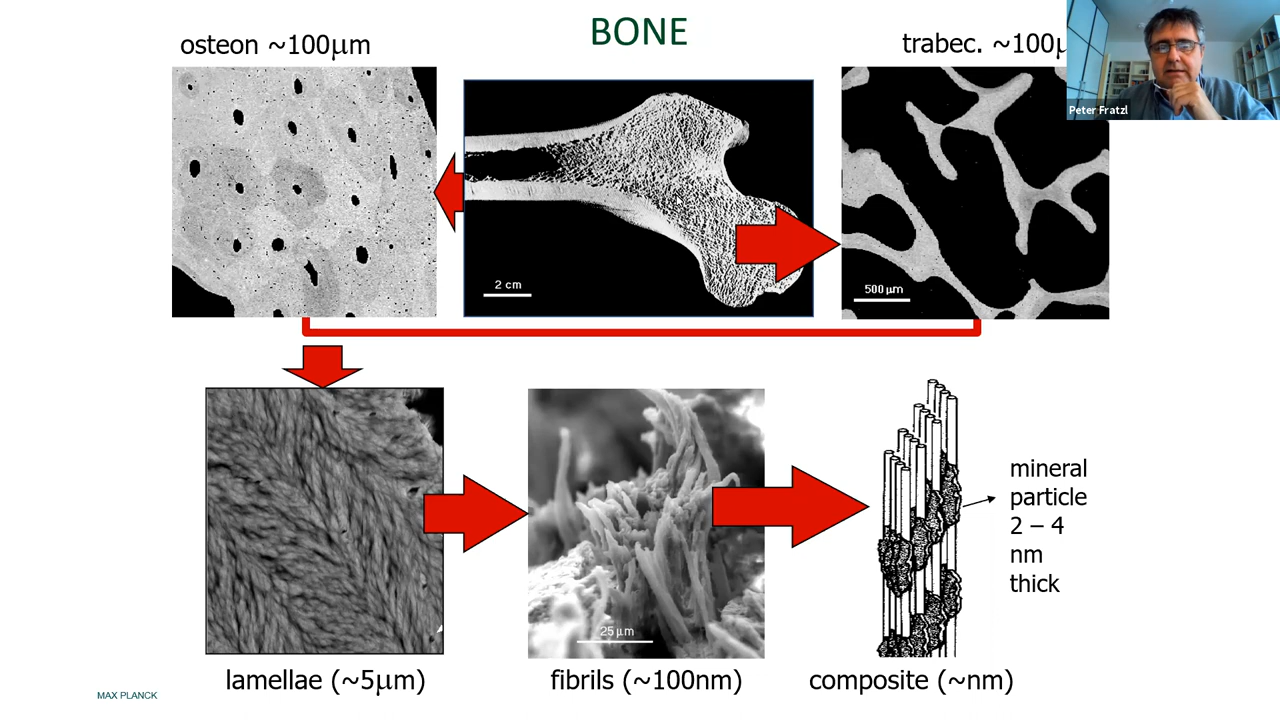 BONE
osteon ~100μm
trabec. ~100μ
Peter Fratzl
2 cm
500 μm
mineral
particle
2 – 4
nm
thick
25 μm
lamellae (~5μm)
fibrils (~100nm)
composite (~nm)
MAX PLANCK